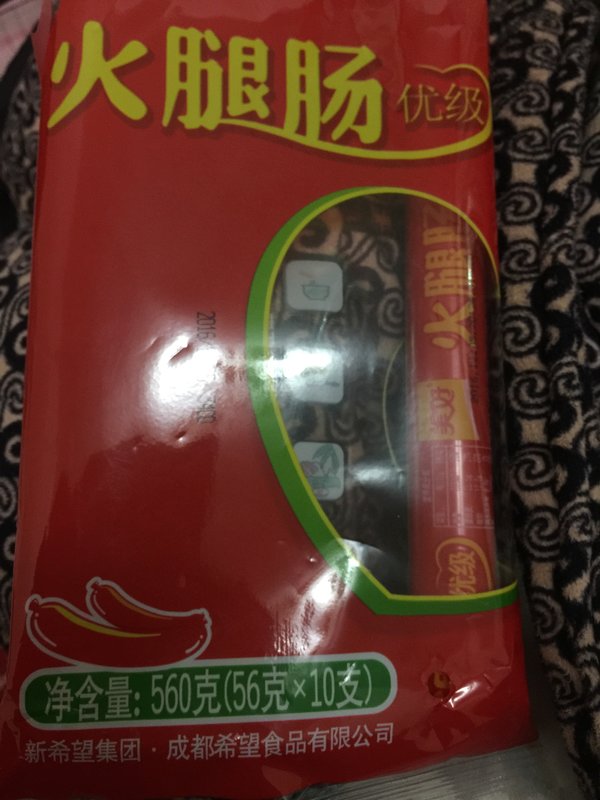 火腿肠 优级
火腿肠
美好
优级
净含量: 560克(56克×10支)
新希望集团·成都希望食品有限公司